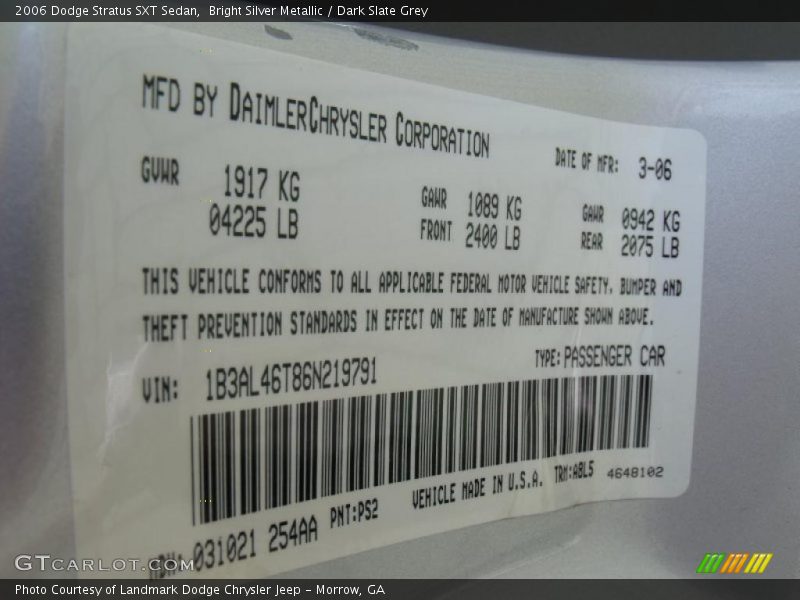 2006 Dodge Stratus SXT Sedan,  Bright Silver Metallic / Dark Slate Grey
MFD BY DAIMLERCHRYSLER CORPORATION
DATE OF MFR: 3-06
GVWR 1917 KG
04225 LB
GAWR 1089 KG
FRONT 2400 LB
GAWR 0942 KG
REAR 2075 LB
THIS VEHICLE CONFORMS TO ALL APPLICABLE FEDERAL MOTOR VEHICLE SAFETY, BUMPER AND
THEFT PREVENTION STANDARDS IN EFFECT ON THE DATE OF MANUFACTURE SHOWN ABOVE.
VIN: 1B3AL46T86N219791
TYPE: PASSENGER CAR
MDH: 031021 254AA PNT:PS2
VEHICLE MADE IN U.S.A. TRM:ABL5 4648102
GTCARLOT.COM
Photo Courtesy of Landmark Dodge Chrysler Jeep – Morrow, GA